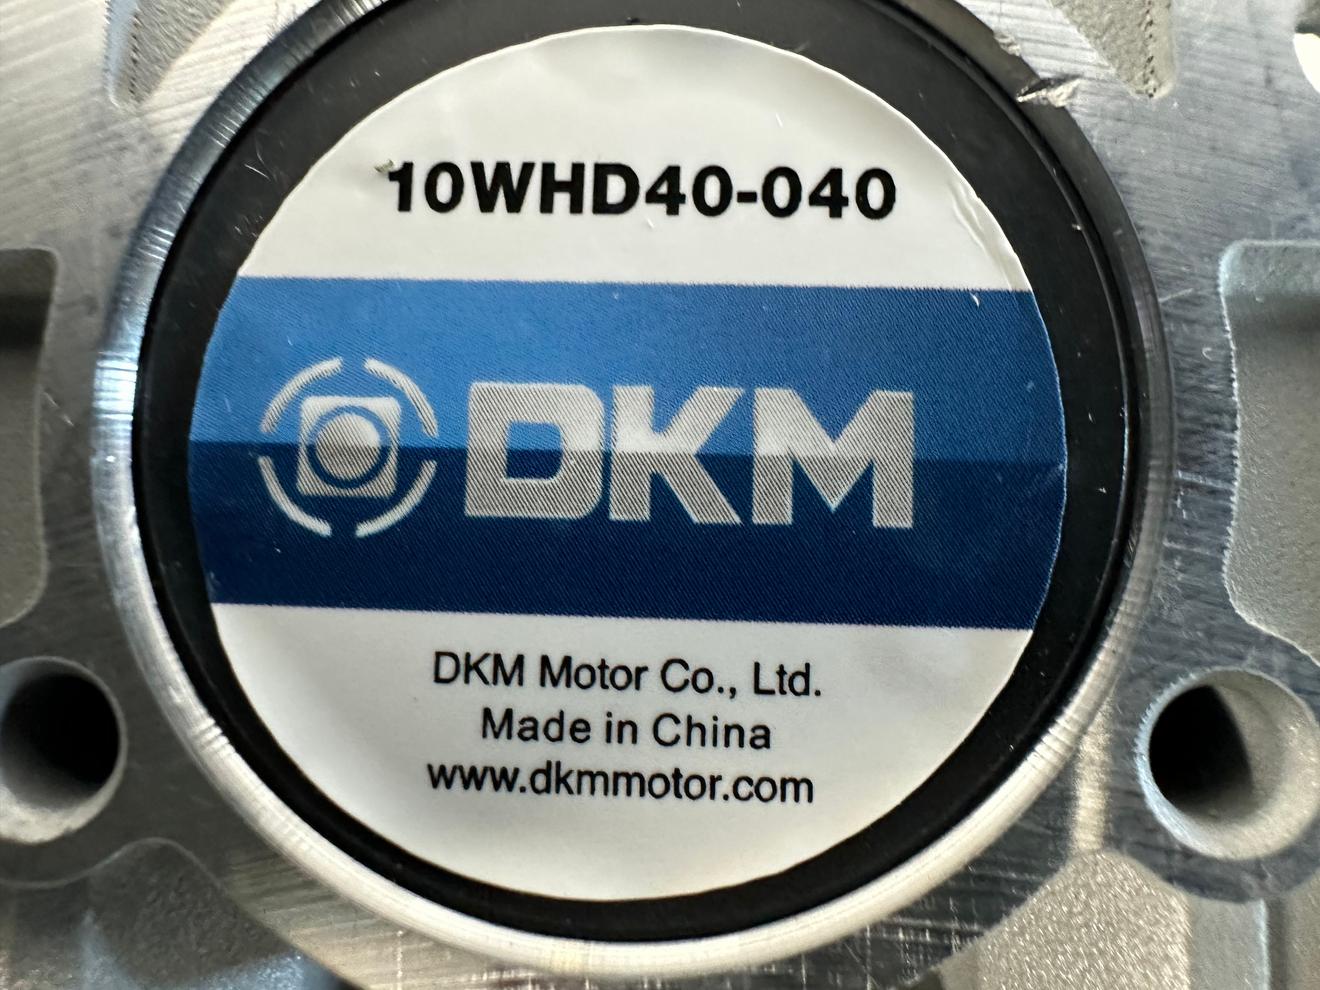 10WHD40-040
DKM
DKM Motor Co., Ltd.
Made in China
www.dkmmotor.com